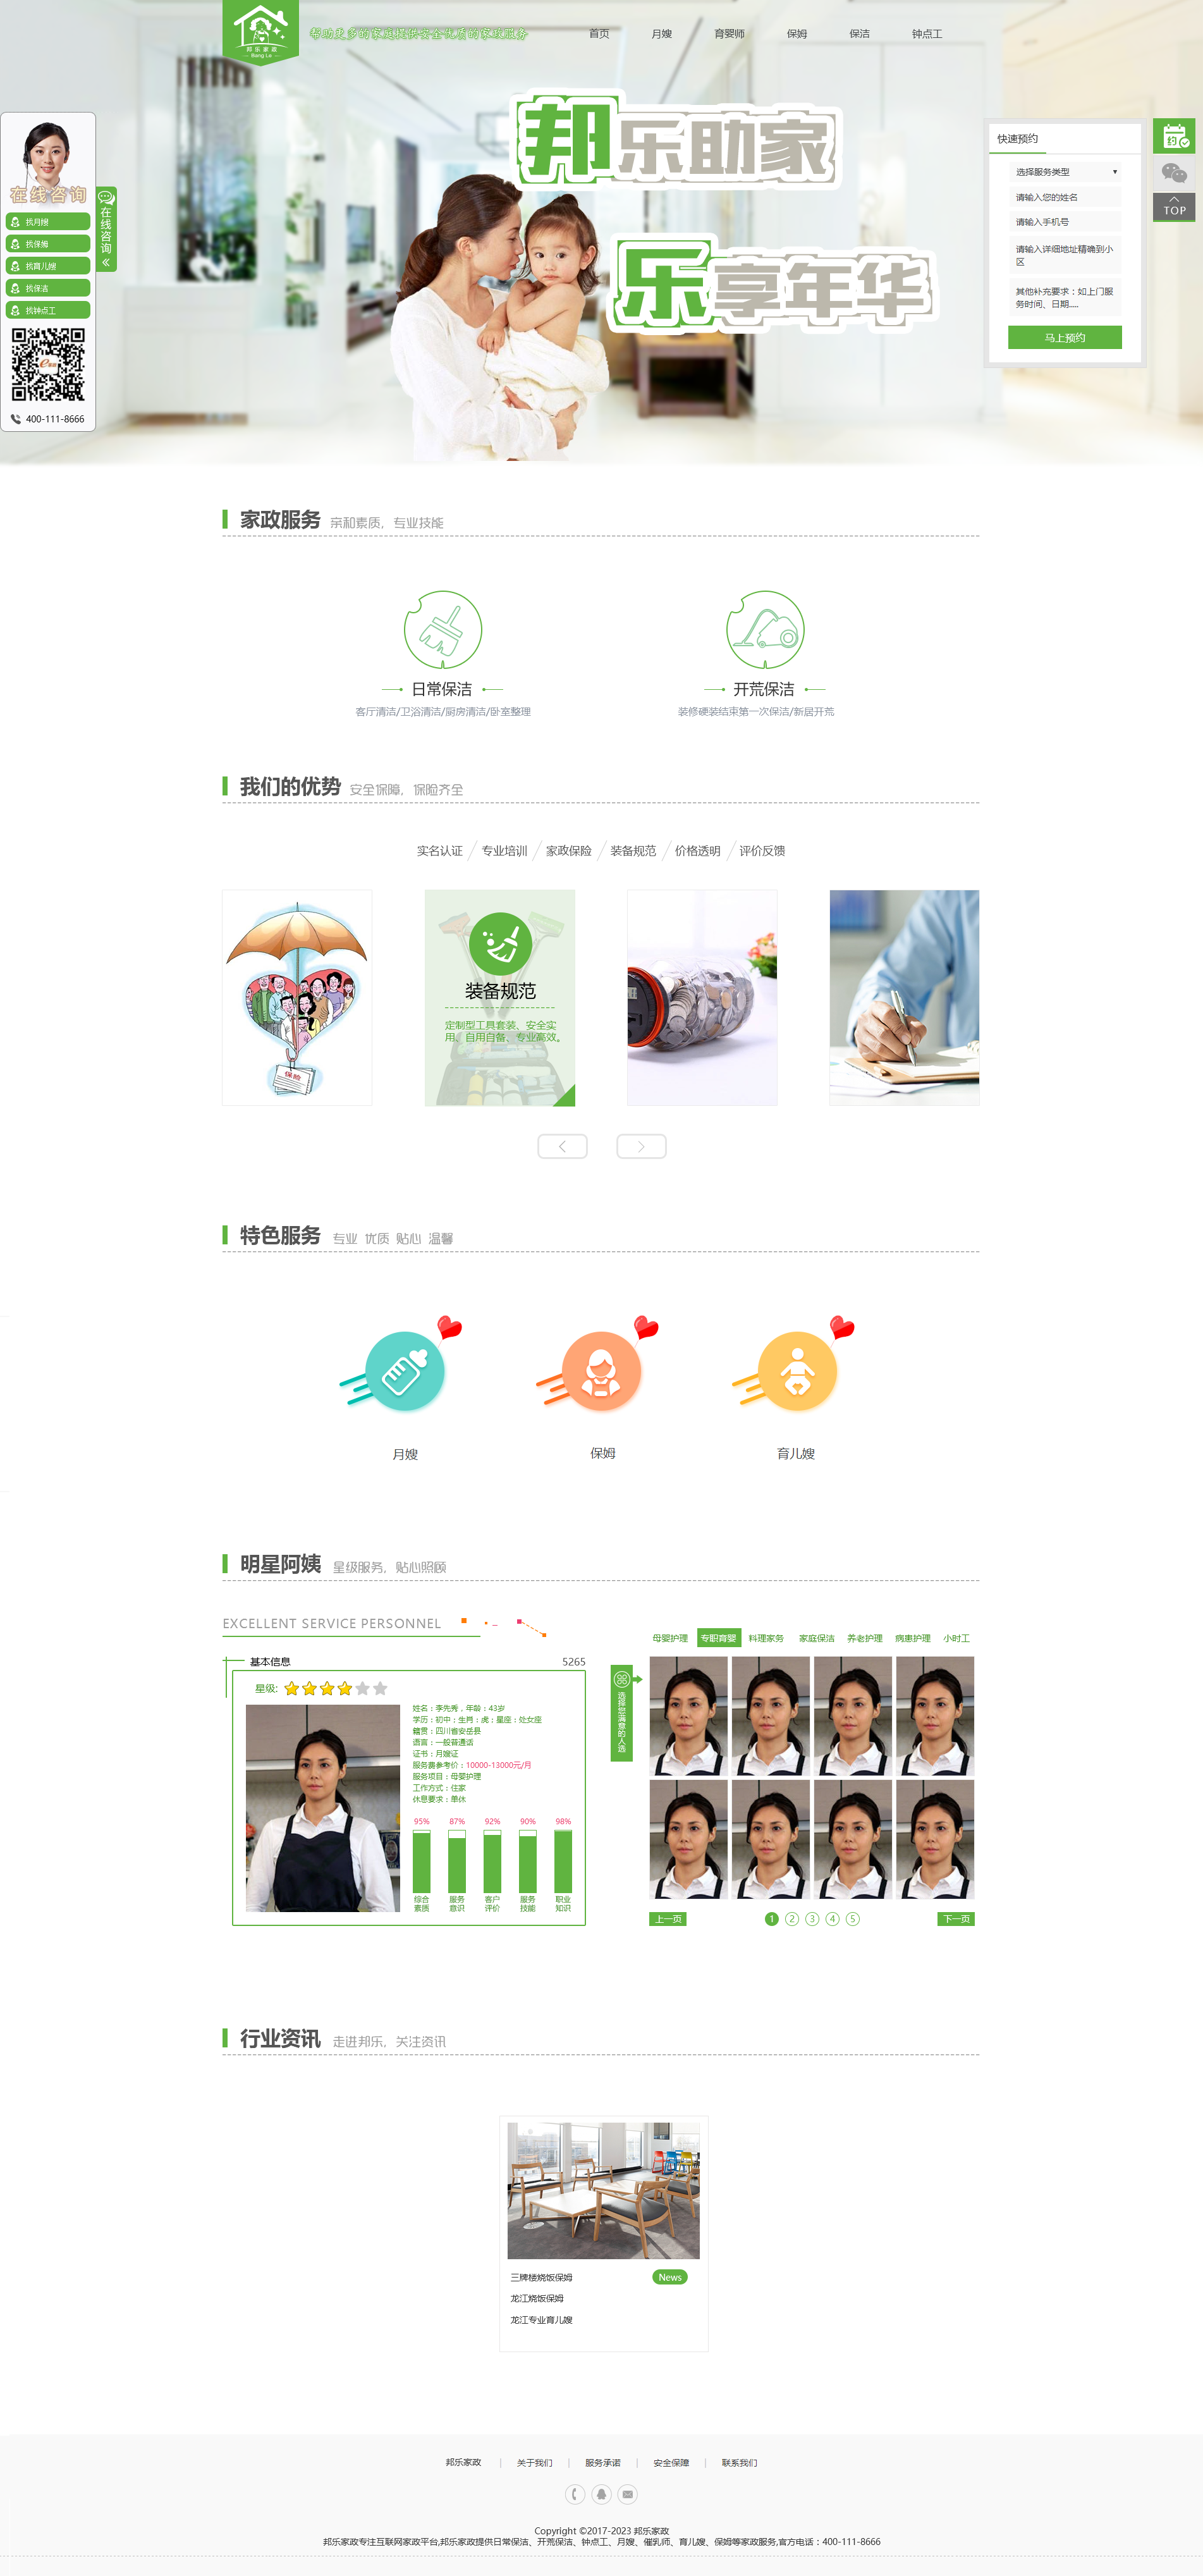 邦乐家政
Bang Le
帮助更多的家庭提供安全优质的家政服务
首页
月嫂
育婴师
保姆
保洁
钟点工
邦乐助家
乐享年华
在线咨询
找月嫂
找保姆
找育儿嫂
找保洁
找钟点工
400-111-8666
在线咨询
快速预约
选择服务类型
请输入您的姓名
请输入手机号
请输入详细地址精确到小
区
其他补充要求：如上门服
务时间、日期.....
马上预约
约
TOP
家政服务 亲和素质，专业技能
日常保洁
客厅清洁/卫浴清洁/厨房清洁/卧室整理
开荒保洁
装修硬装结束第一次保洁/新居开荒
我们的优势 安全保障，保险齐全
实名认证
专业培训
家政保险
装备规范
价格透明
评价反馈
保险
装备规范
定制型工具套装、安全实
用、自用自备，专业高效。
特色服务 专业 优质 贴心 温馨
月嫂
保姆
育儿嫂
明星阿姨 星级服务，贴心照顾
EXCELLENT SERVICE PERSONNEL
基本信息
5265
星级:
姓名：李先秀，年龄：43岁
学历：初中；生肖：虎；星座：处女座
籍贯：四川省安岳县
语言：一般普通话
证书：月嫂证
服务薪参考价：10000-13000元/月
服务项目：母婴护理
工作方式：住家
休息要求：单休
95%
87%
92%
90%
98%
综合
素质
服务
意识
客户
评价
服务
技能
职业
知识
选择您满意的人选
母婴护理
专职育婴
料理家务
家庭保洁
养老护理
病患护理
小时工
上一页
1
2
3
4
5
下一页
行业资讯 走进邦乐，关注资讯
三牌楼烧饭保姆
News
龙江烧饭保姆
龙江专业育儿嫂
邦乐家政 | 关于我们 | 服务承诺 | 安全保障 | 联系我们
Copyright ©2017-2023 邦乐家政
邦乐家政专注互联网家政平台,邦乐家政提供日常保洁、开荒保洁、钟点工、月嫂、催乳师、育儿嫂、保姆等家政服务,官方电话：400-111-8666